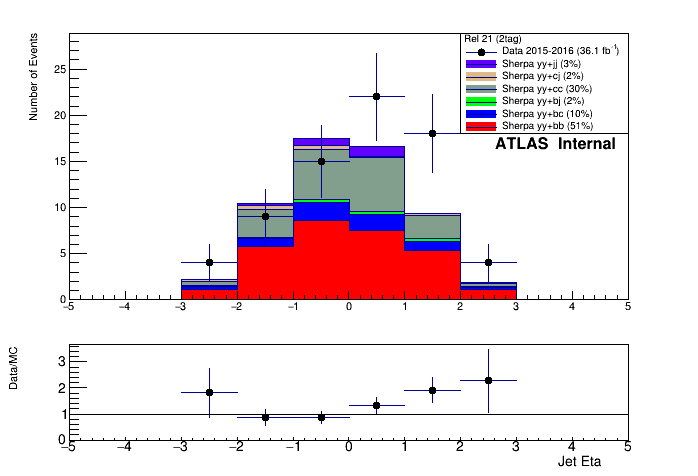 Number of Events
Rel 21 (2tag)
Data 2015-2016 (36.1 fb⁻¹)
Sherpa yy+jj (3%)
Sherpa yy+cj (2%)
Sherpa yy+cc (30%)
Sherpa yy+bj (2%)
Sherpa yy+bc (10%)
Sherpa yy+bb (51%)
ATLAS Internal
25
20
15
10
5
0
−5 −4 −3 −2 −1 0 1 2 3 4 5
Data/MC
3
2
1
0
−5 −4 −3 −2 −1 0 1 2 3 4 5
Jet Eta